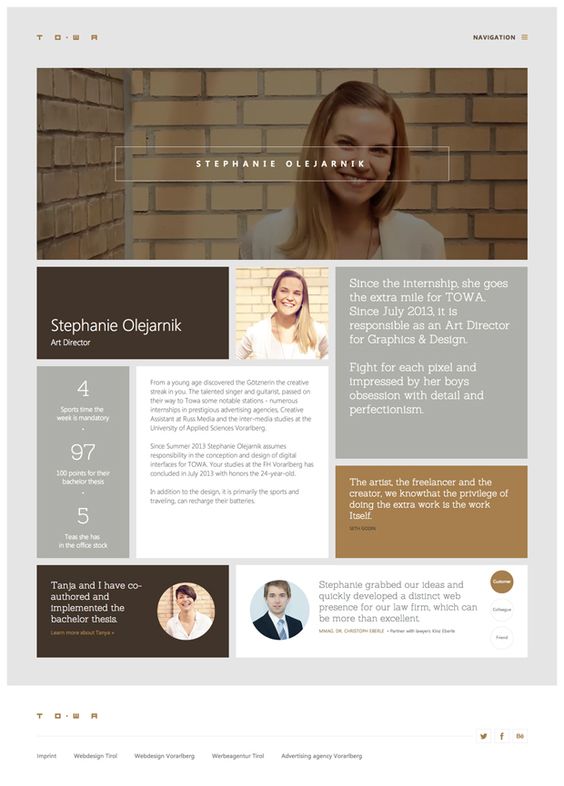 TO·WA
NAVIGATION
STEPHANIE OLEJARNIK
Stephanie Olejarnik
Art Director
Since the internship, she goes
the extra mile for TOWA.
Since July 2013, it is
responsible as an Art Director
for Graphics & Design.
Fight for each pixel and
impressed by her boys
obsession with detail and
perfectionism.
4
Sports time the
week is mandatory
97
100 points for their
bachelor thesis
5
Teas she has
in the office stock
From a young age discovered the Götznerin the creative
streak in you. The talented singer and guitarist, passed on
their way to Towa some notable stations - numerous
internships in prestigious advertising agencies, Creative
Assistant at Russ Media and the inter-media studies at the
University of Applied Sciences Vorarlberg.
Since Summer 2013 Stephanie Olejarnik assumes
responsibility in the conception and design of digital
interfaces for TOWA. Your studies at the FH Vorarlberg has
concluded in July 2013 with honors the 24-year-old.
In addition to the design, it is primarily the sports and
traveling, can recharge their batteries.
The artist, the freelancer and the
creator, we knowthat the privilege of
doing the extra work is the work
Itself.
SETH GODIN
Tanja and I have co-
authored and
implemented the
bachelor thesis.
Learn more about Tanya »
Stephanie grabbed our ideas and
quickly developed a distinct web
presence for our law firm, which can
be more than excellent.
MMAG. DR. CHRISTOPH EBERLE • Partner with lawyers Kinz Eberle
Customer
Colleague
Friend
TO·WA
Imprint Webdesign Tirol Webdesign Vorarlberg Werbeagentur Tirol Advertising agency Vorarlberg